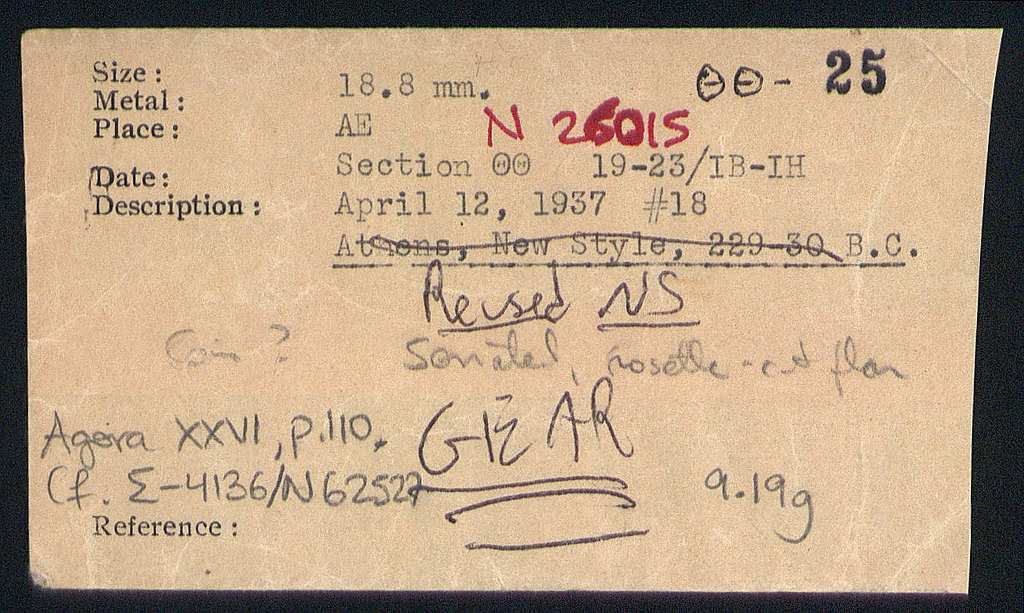 Size: 18.8 mm. ΘΘ- 25
Metal: AE N 26015
Place: Section ΘΘ 19-23/IB-IH
Date: April 12, 1937 #18
Description: Athens, New Style, 229-30 B.C.
Reused NS
Coin? Serrated, rosette-cut flan
Agora XXVI, p.110. GEAR
Cf. Σ-4136/N62527 9.19g
Reference: